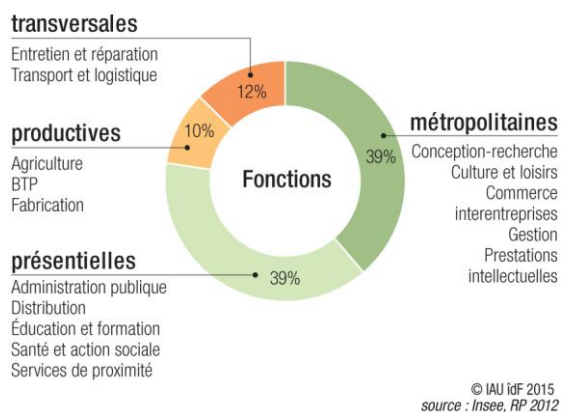 transversales
Entretien et réparation
Transport et logistique
12%
productives
10%
Agriculture
BTP
Fabrication
Fonctions
métropolitaines
39%
Conception-recherche
Culture et loisirs
Commerce
interentreprises
Gestion
Prestations
intellectuelles
présentielles
39%
Administration publique
Distribution
Éducation et formation
Santé et action sociale
Services de proximité
© IAU îdF 2015
source : Insee, RP 2012